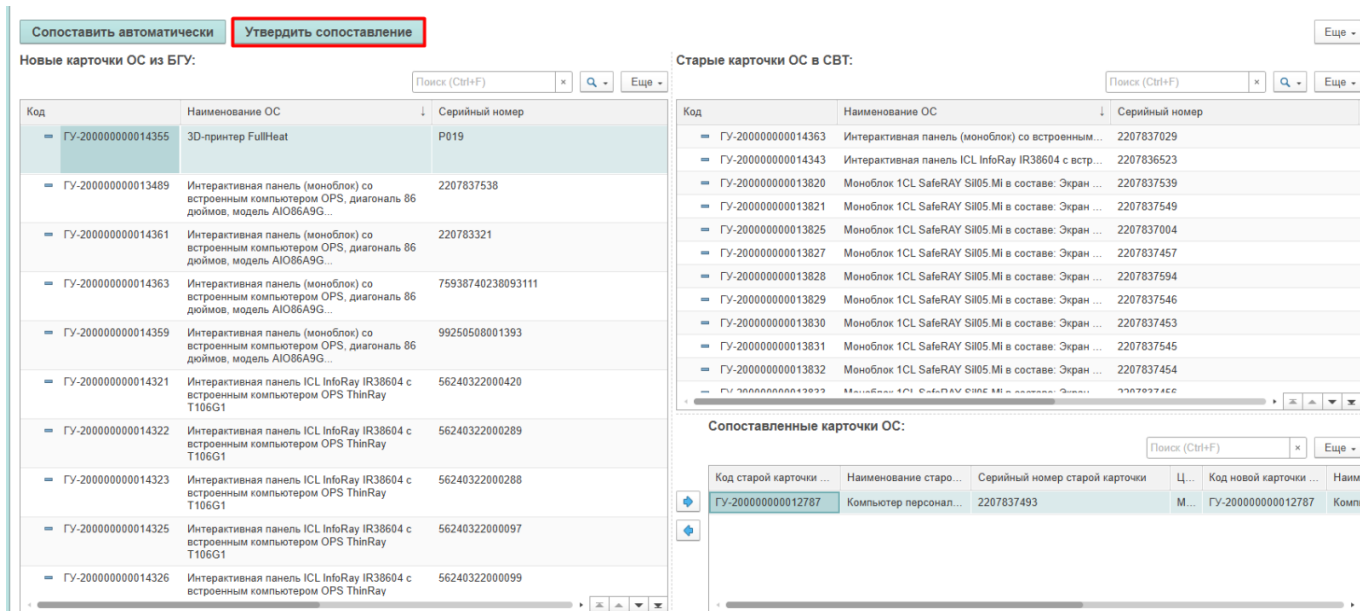 Сопоставить автоматически Утвердить сопоставление Еще
Новые карточки ОС из БГУ:
Поиск (Ctrl+F) × Еще
Код Наименование ОС ↓ Серийный номер
ГУ-200000000014355 3D-принтер FullHeat P019
ГУ-200000000013489 Интерактивная панель (моноблок) со 2207837538
встроенным компьютером OPS, диагональ 86
дюймов, модель AIO86A9G...
ГУ-200000000014361 Интерактивная панель (моноблок) со 220783321
встроенным компьютером OPS, диагональ 86
дюймов, модель AIO86A9G...
ГУ-200000000014363 Интерактивная панель (моноблок) со 75938740238093111
встроенным компьютером OPS, диагональ 86
дюймов, модель AIO86A9G...
ГУ-200000000014359 Интерактивная панель (моноблок) со 99250508001393
встроенным компьютером OPS, диагональ 86
дюймов, модель AIO86A9G...
ГУ-200000000014321 Интерактивная панель ICL InfoRay IR38604 с 56240322000420
встроенным компьютером OPS ThinRay
T106G1
ГУ-200000000014322 Интерактивная панель ICL InfoRay IR38604 с 56240322000289
встроенным компьютером OPS ThinRay
T106G1
ГУ-200000000014323 Интерактивная панель ICL InfoRay IR38604 с 56240322000288
встроенным компьютером OPS ThinRay
T106G1
ГУ-200000000014325 Интерактивная панель ICL InfoRay IR38604 с 56240322000097
встроенным компьютером OPS ThinRay
T106G1
ГУ-200000000014326 Интерактивная панель ICL InfoRay IR38604 с 56240322000099
встроенным компьютером OPS ThinRay
Старые карточки ОС в СВТ:
Поиск (Ctrl+F) × Еще
Код Наименование ОС ↓ Серийный номер
ГУ-200000000014363 Интерактивная панель (моноблок) со встроенным... 2207837029
ГУ-200000000014343 Интерактивная панель ICL InfoRay IR38604 с встр... 2207836523
ГУ-200000000013820 Моноблок 1CL SafeRAY Sil05.Mi в составе: Экран ... 2207837539
ГУ-200000000013821 Моноблок 1CL SafeRAY Sil05.Mi в составе: Экран ... 2207837549
ГУ-200000000013825 Моноблок 1CL SafeRAY Sil05.Mi в составе: Экран ... 2207837004
ГУ-200000000013827 Моноблок 1CL SafeRAY Sil05.Mi в составе: Экран ... 2207837457
ГУ-200000000013828 Моноблок 1CL SafeRAY Sil05.Mi в составе: Экран ... 2207837594
ГУ-200000000013829 Моноблок 1CL SafeRAY Sil05.Mi в составе: Экран ... 2207837546
ГУ-200000000013830 Моноблок 1CL SafeRAY Sil05.Mi в составе: Экран ... 2207837453
ГУ-200000000013831 Моноблок 1CL SafeRAY Sil05.Mi в составе: Экран ... 2207837545
ГУ-200000000013832 Моноблок 1CL SafeRAY Sil05.Mi в составе: Экран ... 2207837454
Сопоставленные карточки ОС:
Поиск (Ctrl+F) × Еще
Код старой карточки ... Наименование старо... Серийный номер старой карточки Ц... Код новой карточки ... Наим
ГУ-200000000012787 Компьютер персонал... 2207837493 М... ГУ-200000000012787 Комп